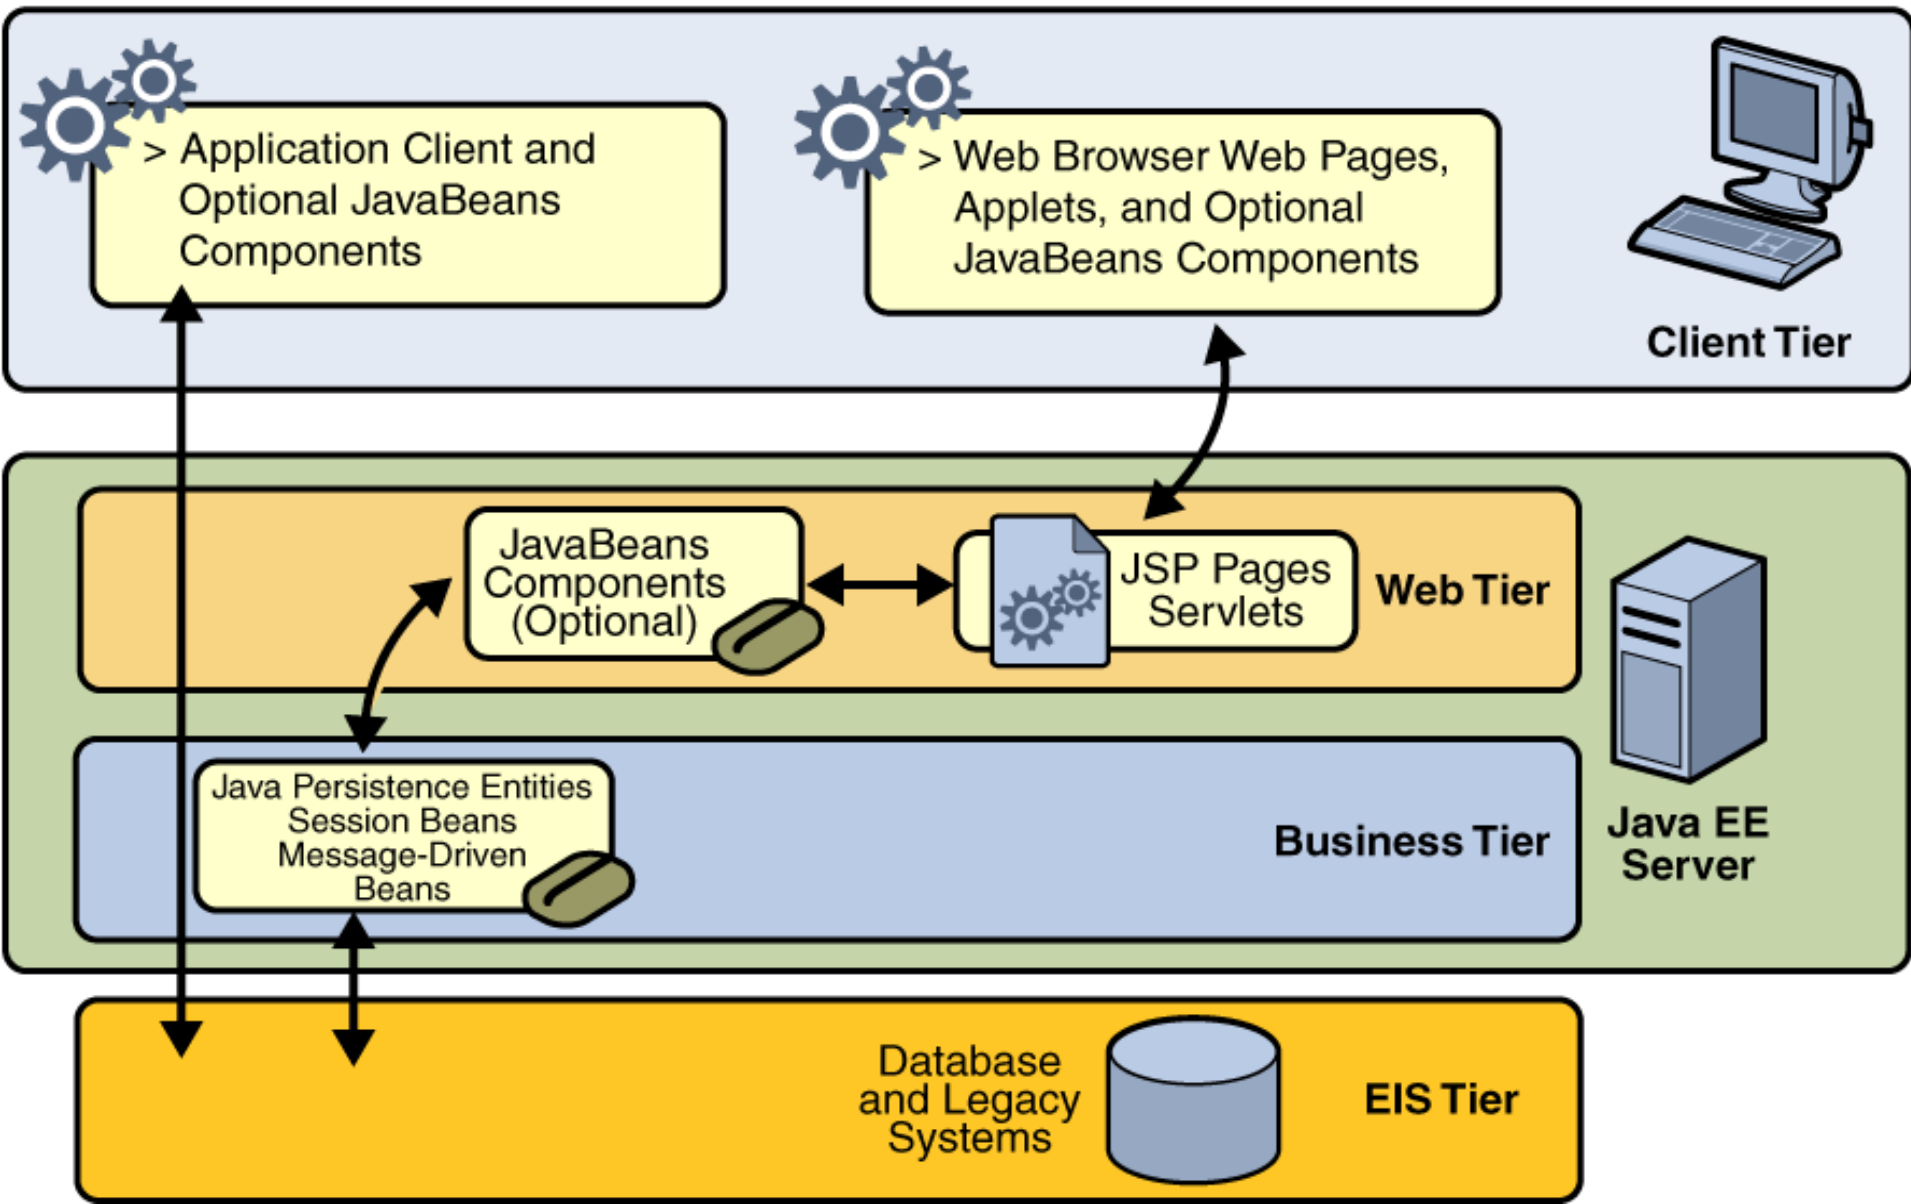 > Application Client and
Optional JavaBeans
Components
> Web Browser Web Pages,
Applets, and Optional
JavaBeans Components
Client Tier
JavaBeans
Components
(Optional)
JSP Pages
Servlets
Web Tier
Java Persistence Entities
Session Beans
Message-Driven
Beans
Business Tier
Java EE
Server
Database
and Legacy
Systems
EIS Tier